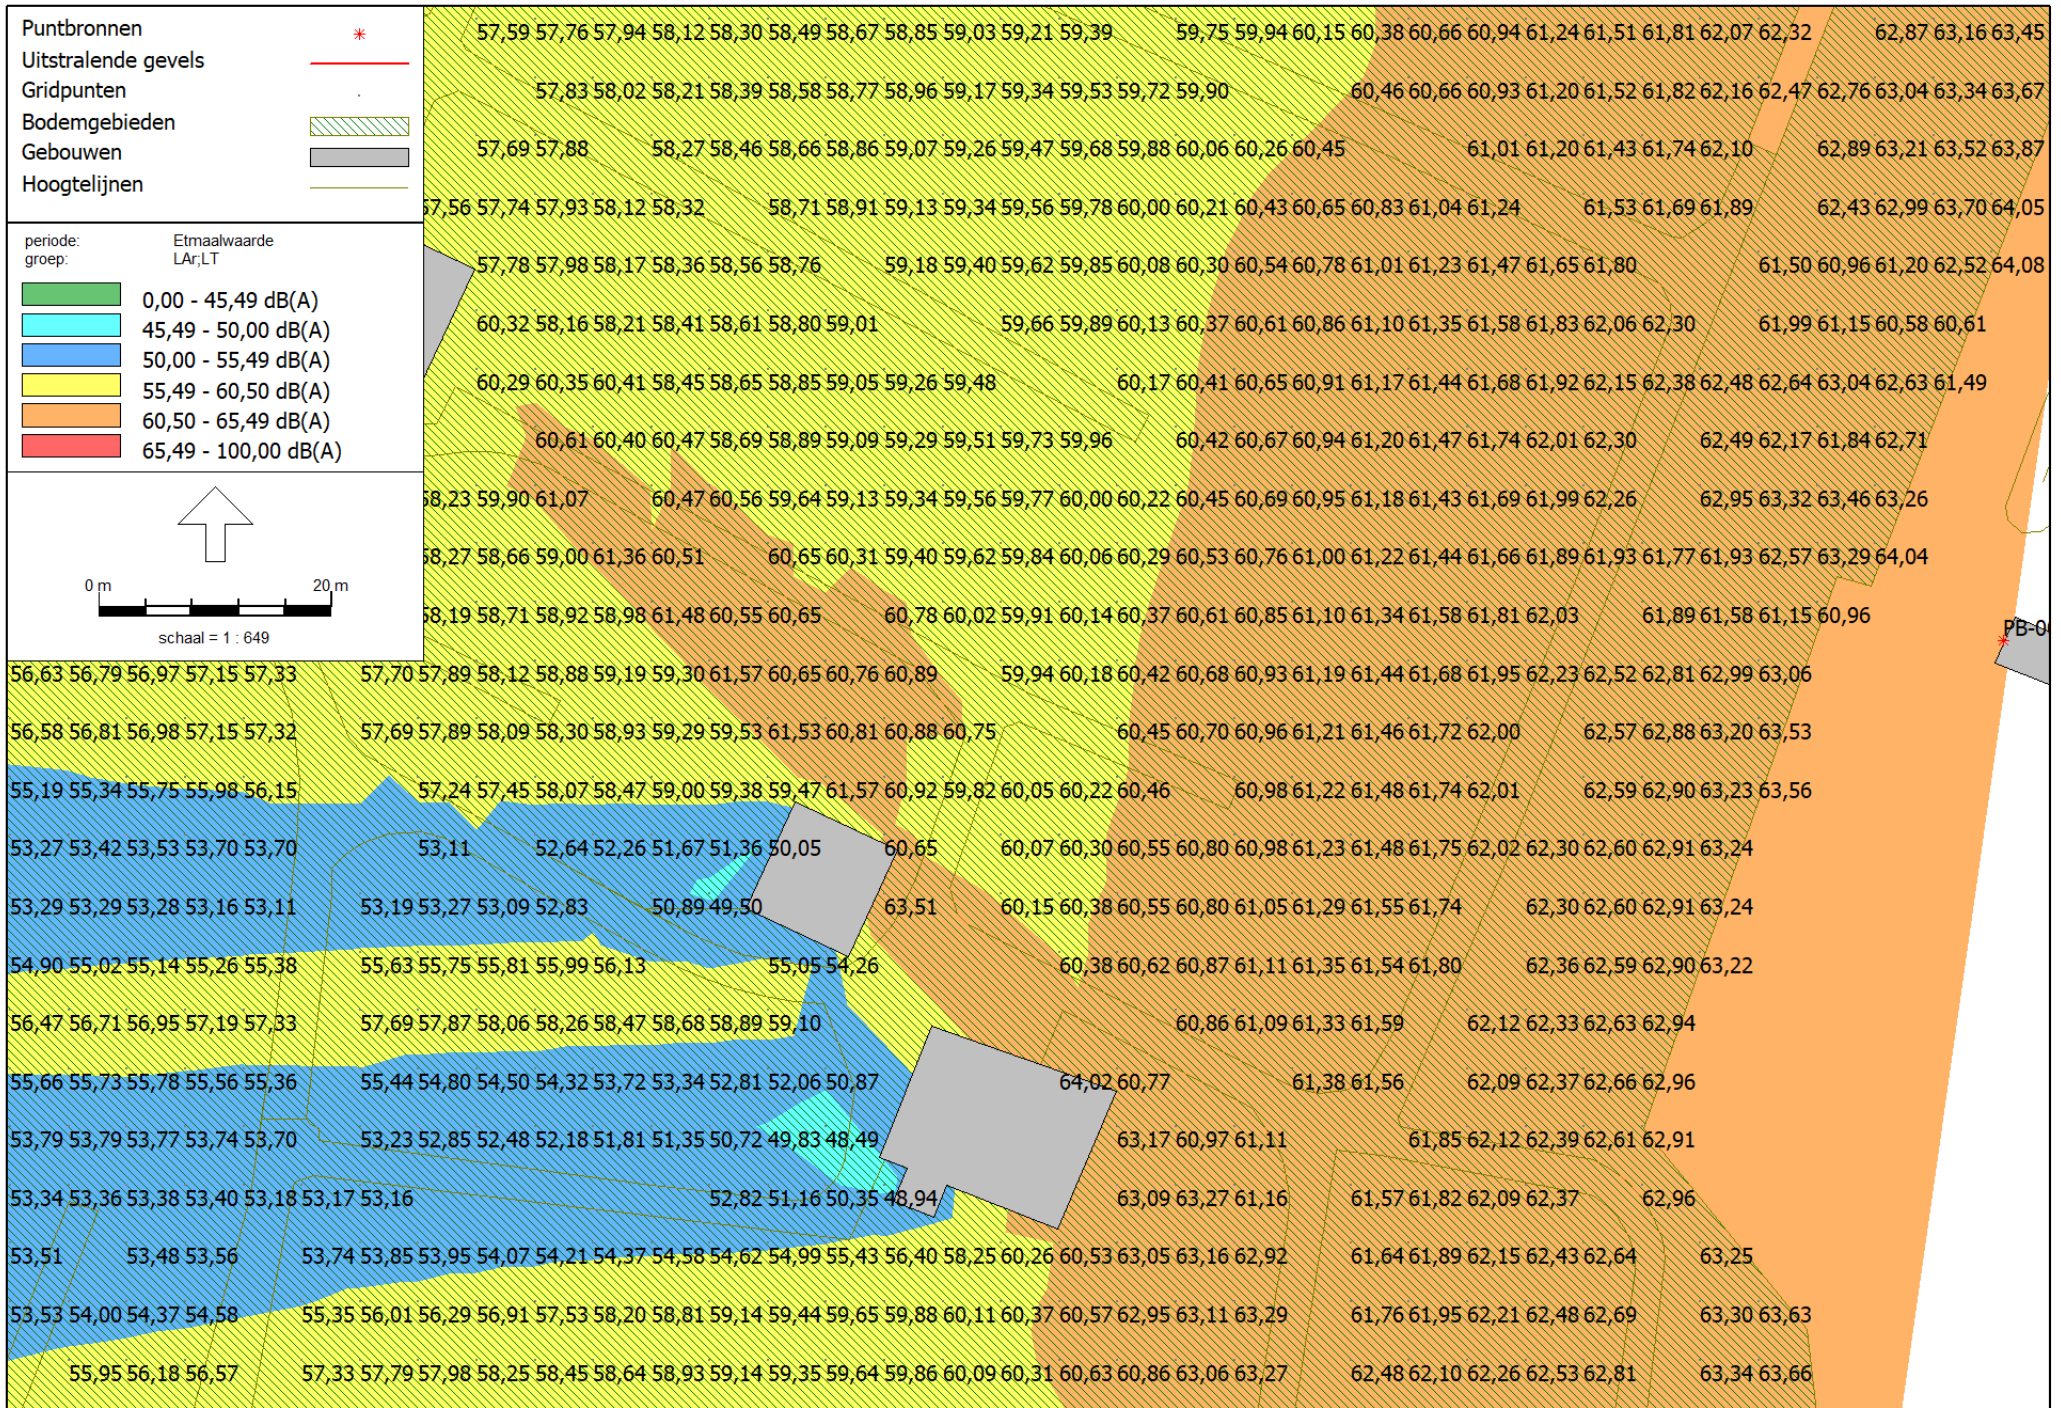 Puntbronnen
Uitstralende gevels
Gridpunten
Bodemgebieden
Gebouwen
Hoogtelijnen
periode: Etmaalwaarde
groep: LAr;LT
0,00 - 45,49 dB(A)
45,49 - 50,00 dB(A)
50,00 - 55,49 dB(A)
55,49 - 60,50 dB(A)
60,50 - 65,49 dB(A)
65,49 - 100,00 dB(A)
0 m 20 m
schaal = 1 : 649
57,59 57,76 57,94 58,12 58,30 58,49 58,67 58,85 59,03 59,21 59,39 59,75 59,94 60,15 60,38 60,66 60,94 61,24 61,51 61,81 62,07 62,32 62,87 63,16 63,45
57,83 58,02 58,21 58,39 58,58 58,77 58,96 59,17 59,34 59,53 59,72 59,90 60,46 60,66 60,93 61,20 61,52 61,82 62,16 62,47 62,76 63,04 63,34 63,67
57,69 57,88 58,27 58,46 58,66 58,86 59,07 59,26 59,47 59,68 59,88 60,06 60,26 60,45 61,01 61,20 61,43 61,74 62,10 62,89 63,21 63,52 63,87
57,56 57,74 57,93 58,12 58,32 58,71 58,91 59,13 59,34 59,56 59,78 60,00 60,21 60,43 60,65 60,83 61,04 61,24 61,53 61,69 61,89 62,43 62,99 63,70 64,05
57,78 57,98 58,17 58,36 58,56 58,76 59,18 59,40 59,62 59,85 60,08 60,30 60,54 60,78 61,01 61,23 61,47 61,65 61,80 61,50 60,96 61,20 62,52 64,08
60,32 58,16 58,21 58,41 58,61 58,80 59,01 59,66 59,89 60,13 60,37 60,61 60,86 61,10 61,35 61,58 61,83 62,06 62,30 61,99 61,15 60,58 60,61
60,29 60,35 60,41 58,45 58,65 58,85 59,05 59,26 59,48 60,17 60,41 60,65 60,91 61,17 61,44 61,68 61,92 62,15 62,38 62,48 62,64 63,04 62,63 61,49
60,61 60,40 60,47 58,69 58,89 59,09 59,29 59,51 59,73 59,96 60,42 60,67 60,94 61,20 61,47 61,74 62,01 62,30 62,49 62,17 61,84 62,71
58,23 59,90 61,07 60,47 60,56 59,64 59,13 59,34 59,56 59,77 60,00 60,22 60,45 60,69 60,95 61,18 61,43 61,69 61,99 62,26 62,95 63,32 63,46 63,26
58,27 58,66 59,00 61,36 60,51 60,65 60,31 59,40 59,62 59,84 60,06 60,29 60,53 60,76 61,00 61,22 61,44 61,66 61,89 61,93 61,77 61,93 62,57 63,29 64,04
58,19 58,71 58,92 58,98 61,48 60,55 60,65 60,78 60,02 59,91 60,14 60,37 60,61 60,85 61,10 61,34 61,58 61,81 62,03 61,89 61,58 61,15 60,96 PB-0
56,63 56,79 56,97 57,15 57,33 57,70 57,89 58,12 58,88 59,19 59,30 61,57 60,65 60,76 60,89 59,94 60,18 60,42 60,68 60,93 61,19 61,44 61,68 61,95 62,23 62,52 62,81 62,99 63,06
56,58 56,81 56,98 57,15 57,32 57,69 57,89 58,09 58,30 58,93 59,29 59,53 61,53 60,81 60,88 60,75 60,45 60,70 60,96 61,21 61,46 61,72 62,00 62,57 62,88 63,20 63,53
55,19 55,34 55,75 55,98 56,15 57,24 57,45 58,07 58,47 59,00 59,38 59,47 61,57 60,92 59,82 60,05 60,22 60,46 60,98 61,22 61,48 61,74 62,01 62,59 62,90 63,23 63,56
53,27 53,42 53,53 53,70 53,70 53,11 52,64 52,26 51,67 51,36 50,05 60,65 60,07 60,30 60,55 60,80 60,98 61,23 61,48 61,75 62,02 62,30 62,60 62,91 63,24
53,29 53,29 53,28 53,16 53,11 53,19 53,27 53,09 52,83 50,89 49,50 63,51 60,15 60,38 60,55 60,80 61,05 61,29 61,55 61,74 62,30 62,60 62,91 63,24
54,90 55,02 55,14 55,26 55,38 55,63 55,75 55,81 55,99 56,13 55,05 54,26 60,38 60,62 60,87 61,11 61,35 61,54 61,80 62,36 62,59 62,90 63,22
56,47 56,71 56,95 57,19 57,33 57,69 57,87 58,06 58,26 58,47 58,68 58,89 59,10 60,86 61,09 61,33 61,59 62,12 62,33 62,63 62,94
55,66 55,73 55,78 55,56 55,36 55,44 54,80 54,50 54,32 53,72 53,34 52,81 52,06 50,87 64,02 60,77 61,38 61,56 62,09 62,37 62,66 62,96
53,79 53,79 53,77 53,74 53,70 53,23 52,85 52,48 52,18 51,81 51,35 50,72 49,83 48,49 63,17 60,97 61,11 61,85 62,12 62,39 62,61 62,91
53,34 53,36 53,38 53,40 53,18 53,17 53,16 52,82 51,16 50,35 48,94 63,09 63,27 61,16 61,57 61,82 62,09 62,37 62,96
53,51 53,48 53,56 53,74 53,85 53,95 54,07 54,21 54,37 54,58 54,62 54,99 55,43 56,40 58,25 60,26 60,53 63,05 63,16 62,92 61,64 61,89 62,15 62,43 62,64 63,25
53,53 54,00 54,37 54,58 55,35 56,01 56,29 56,91 57,53 58,20 58,81 59,14 59,44 59,65 59,88 60,11 60,37 60,57 62,95 63,11 63,29 61,76 61,95 62,21 62,48 62,69 63,30 63,63
55,95 56,18 56,57 57,33 57,79 57,98 58,25 58,45 58,64 58,93 59,14 59,35 59,64 59,86 60,09 60,31 60,63 60,86 63,06 63,27 62,48 62,10 62,26 62,53 62,81 63,34 63,66